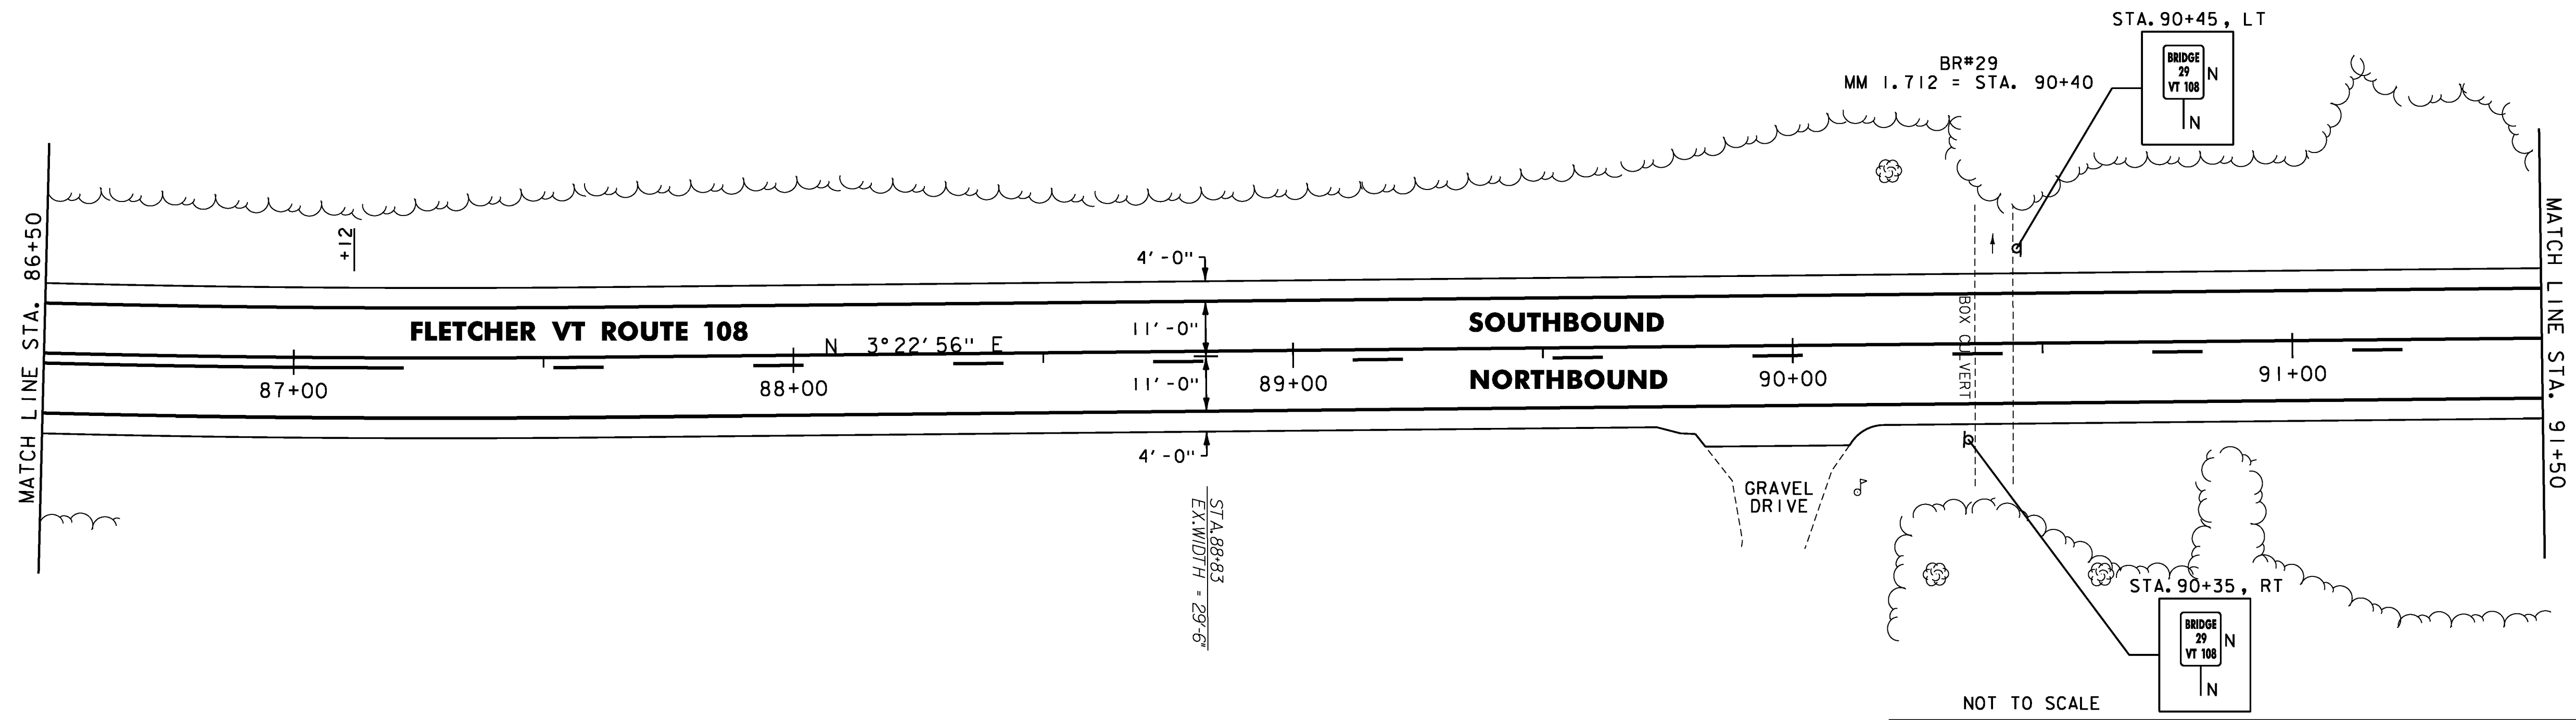 STA. 90+45, LT
BRIDGE
29
VT 108
N
N
BR#29
MM 1.712 = STA. 90+40
MATCH LINE STA. 86+50
+12
4'-0"
FLETCHER VT ROUTE 108
N 3°22'56" E
11'-0"
SOUTHBOUND
BOX CULVERT
MATCH LINE STA. 91+50
87+00
88+00
11'-0"
89+00
NORTHBOUND
90+00
91+00
4'-0"
STA.88+83
EX.WIDTH = 29'-6"
GRAVEL
DRIVE
STA. 90+35, RT
BRIDGE
29
VT 108
N
N
NOT TO SCALE